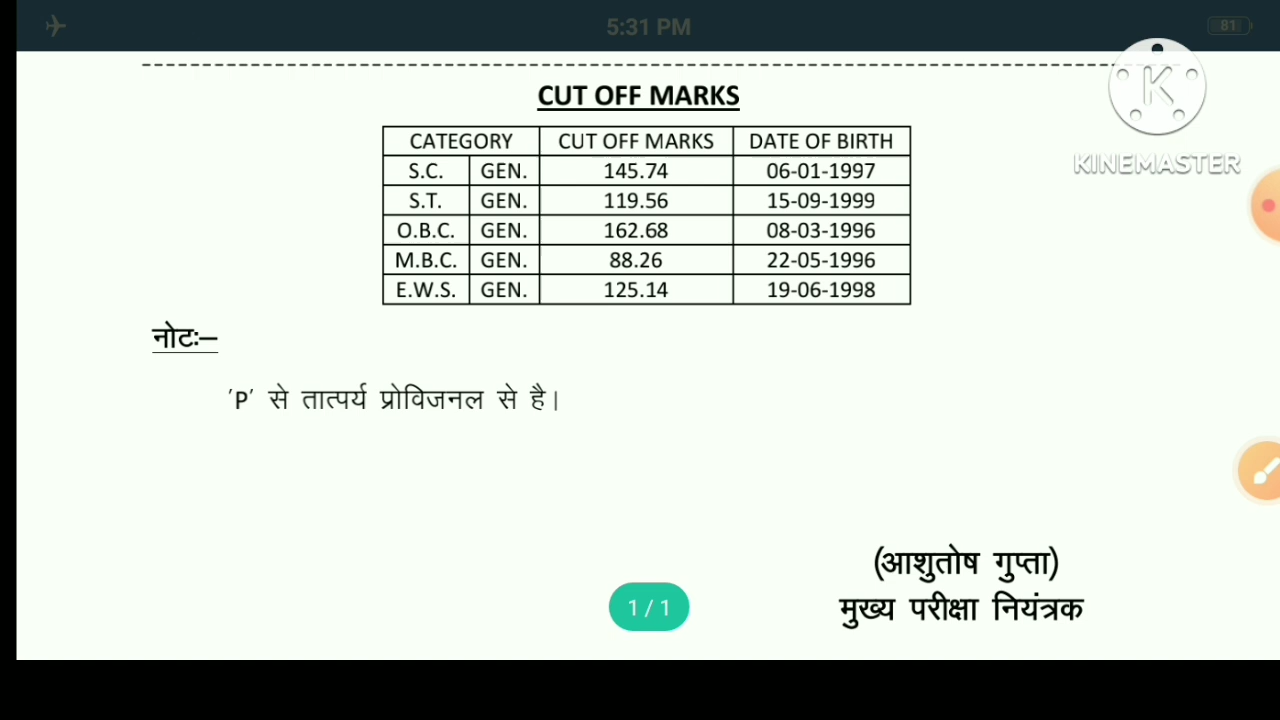 5:31 PM
81
CUT OFF MARKS
CATEGORY CUT OFF MARKS DATE OF BIRTH
S.C. GEN. 145.74 06-01-1997
S.T. GEN. 119.56 15-09-1999
O.B.C. GEN. 162.68 08-03-1996
M.B.C. GEN. 88.26 22-05-1996
E.W.S. GEN. 125.14 19-06-1998
नोटः–
'P' से तात्पर्य प्रोविजनल से है।
(आशुतोष गुप्ता)
मुख्य परीक्षा नियंत्रक
1 / 1
K
KINEMASTER